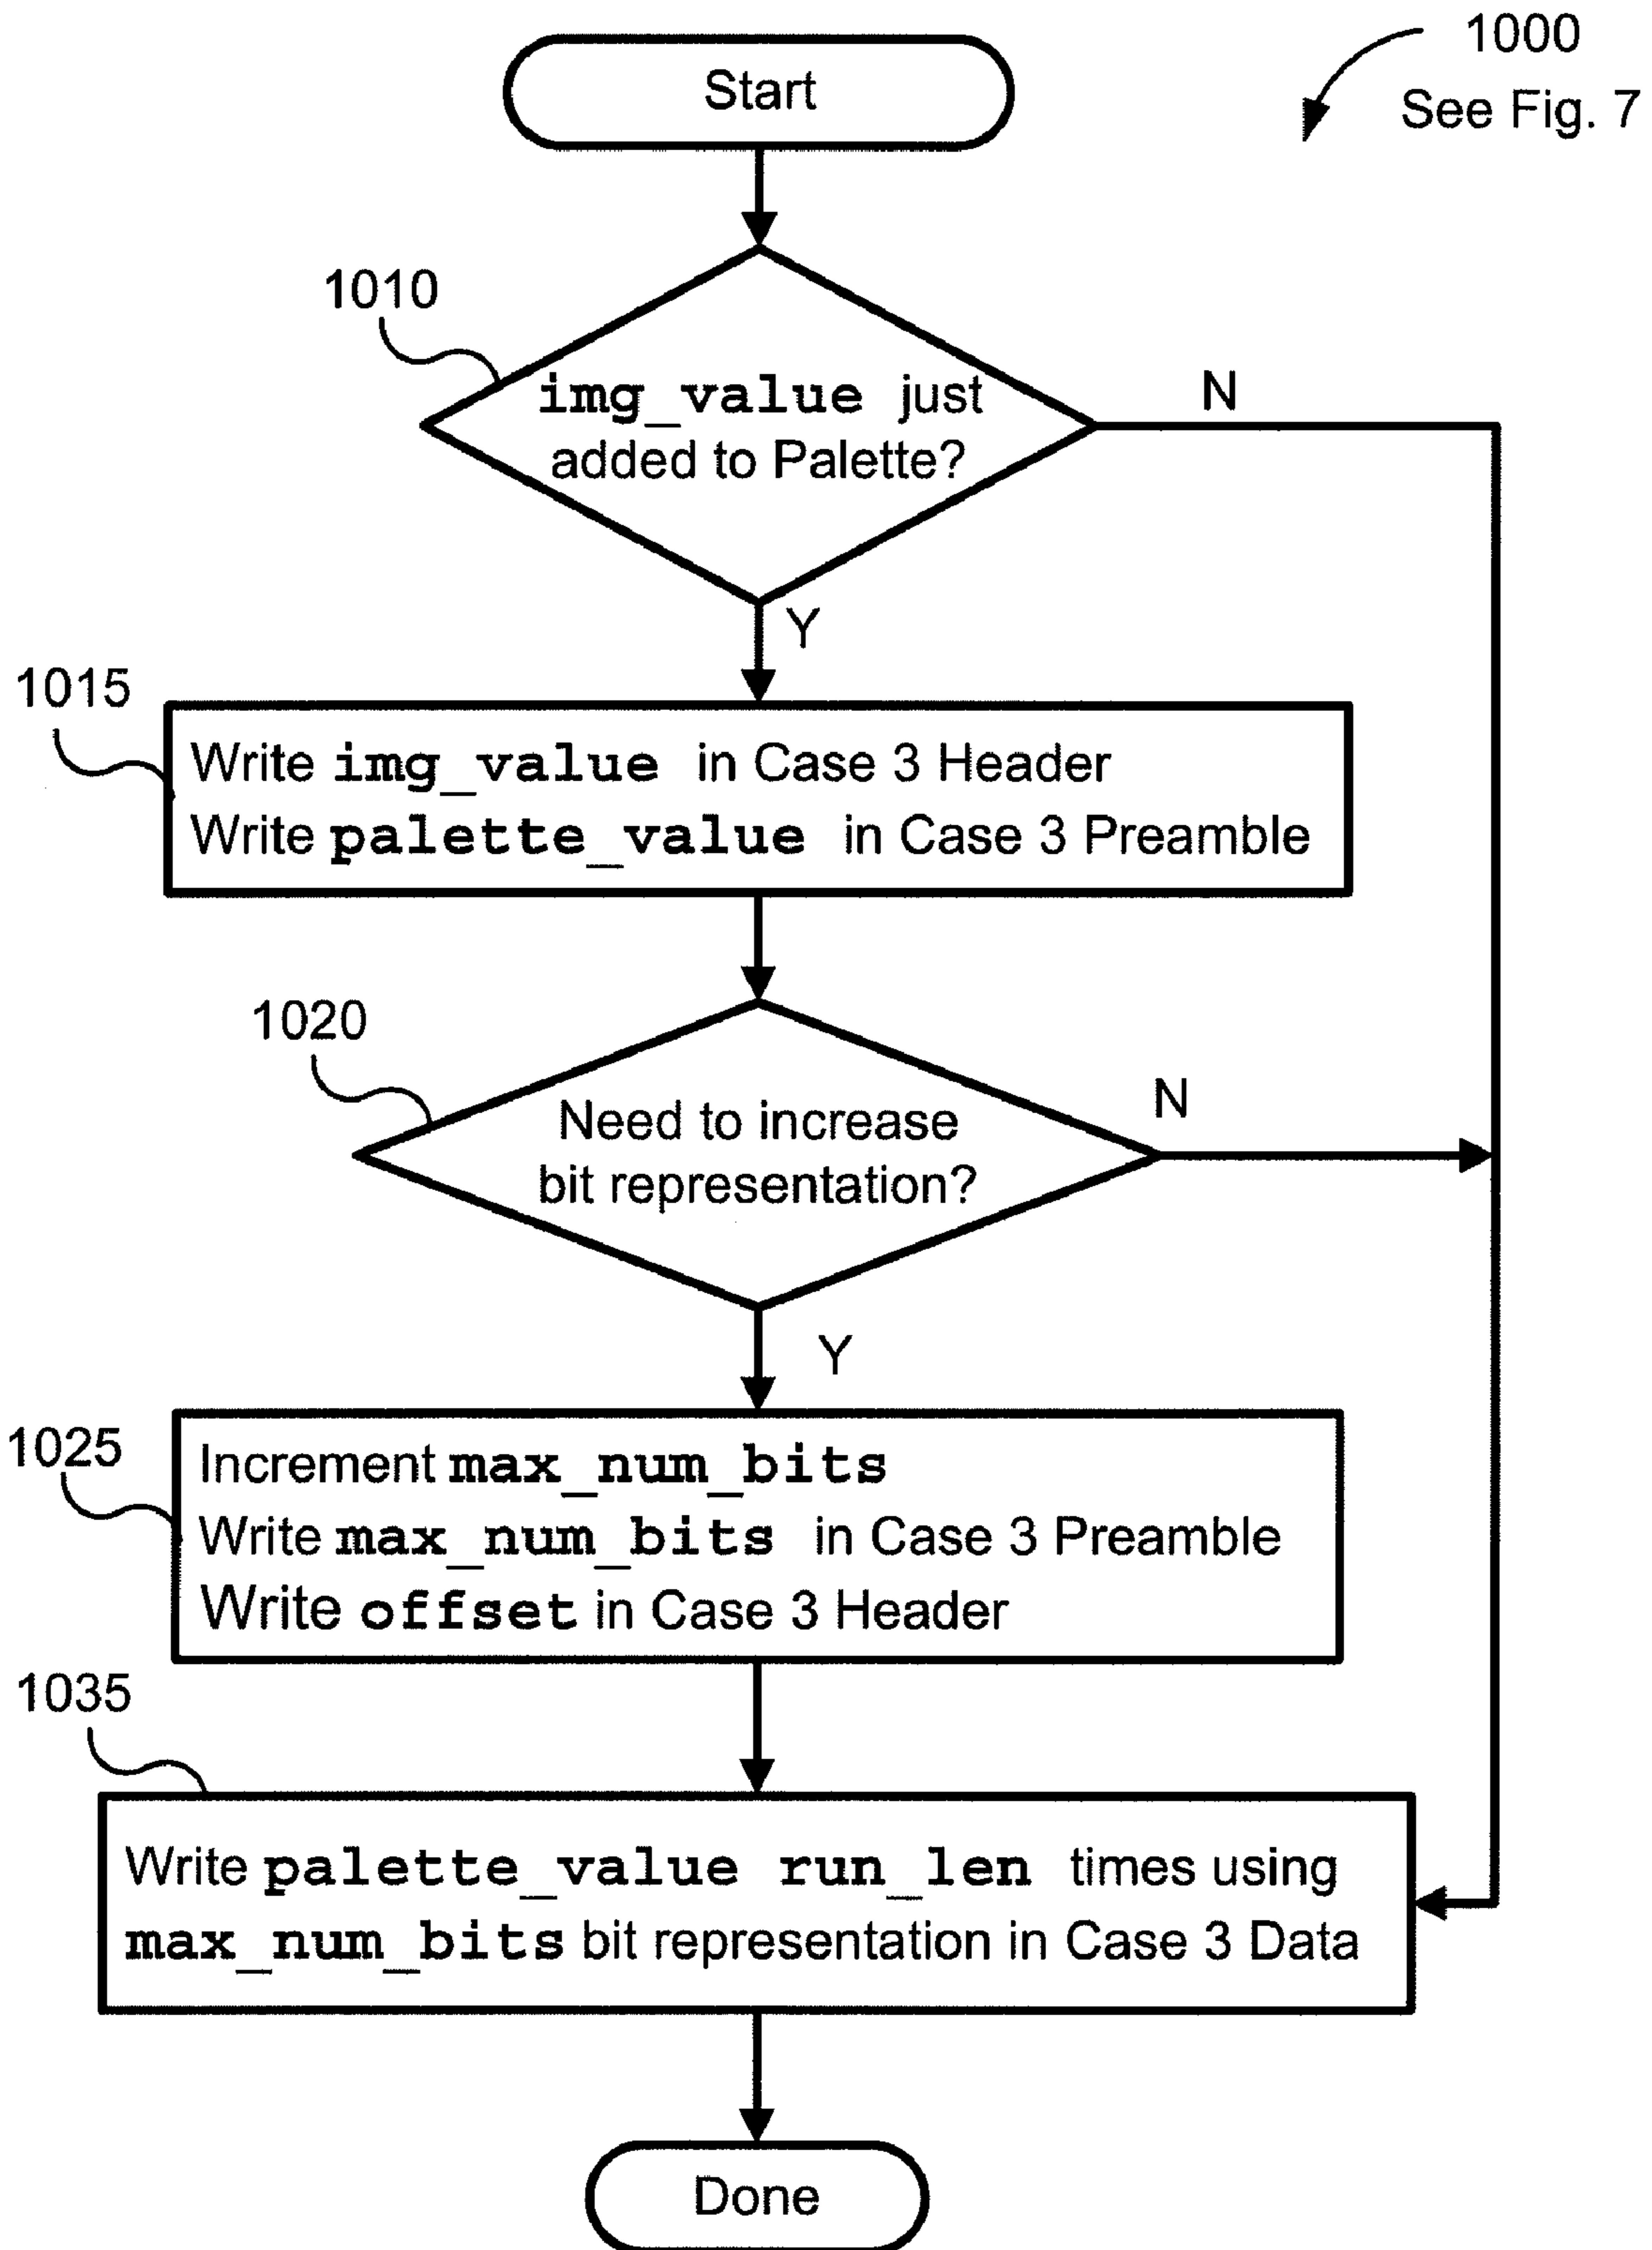 1000
See Fig. 7
Start
1010
img_value just
added to Palette?
N
Y
1015
Write img_value in Case 3 Header
Write palette_value in Case 3 Preamble
1020
Need to increase
bit representation?
N
Y
1025
Increment max_num_bits
Write max_num_bits in Case 3 Preamble
Write offset in Case 3 Header
1035
Write palette_value run_len times using
max_num_bits bit representation in Case 3 Data
Done